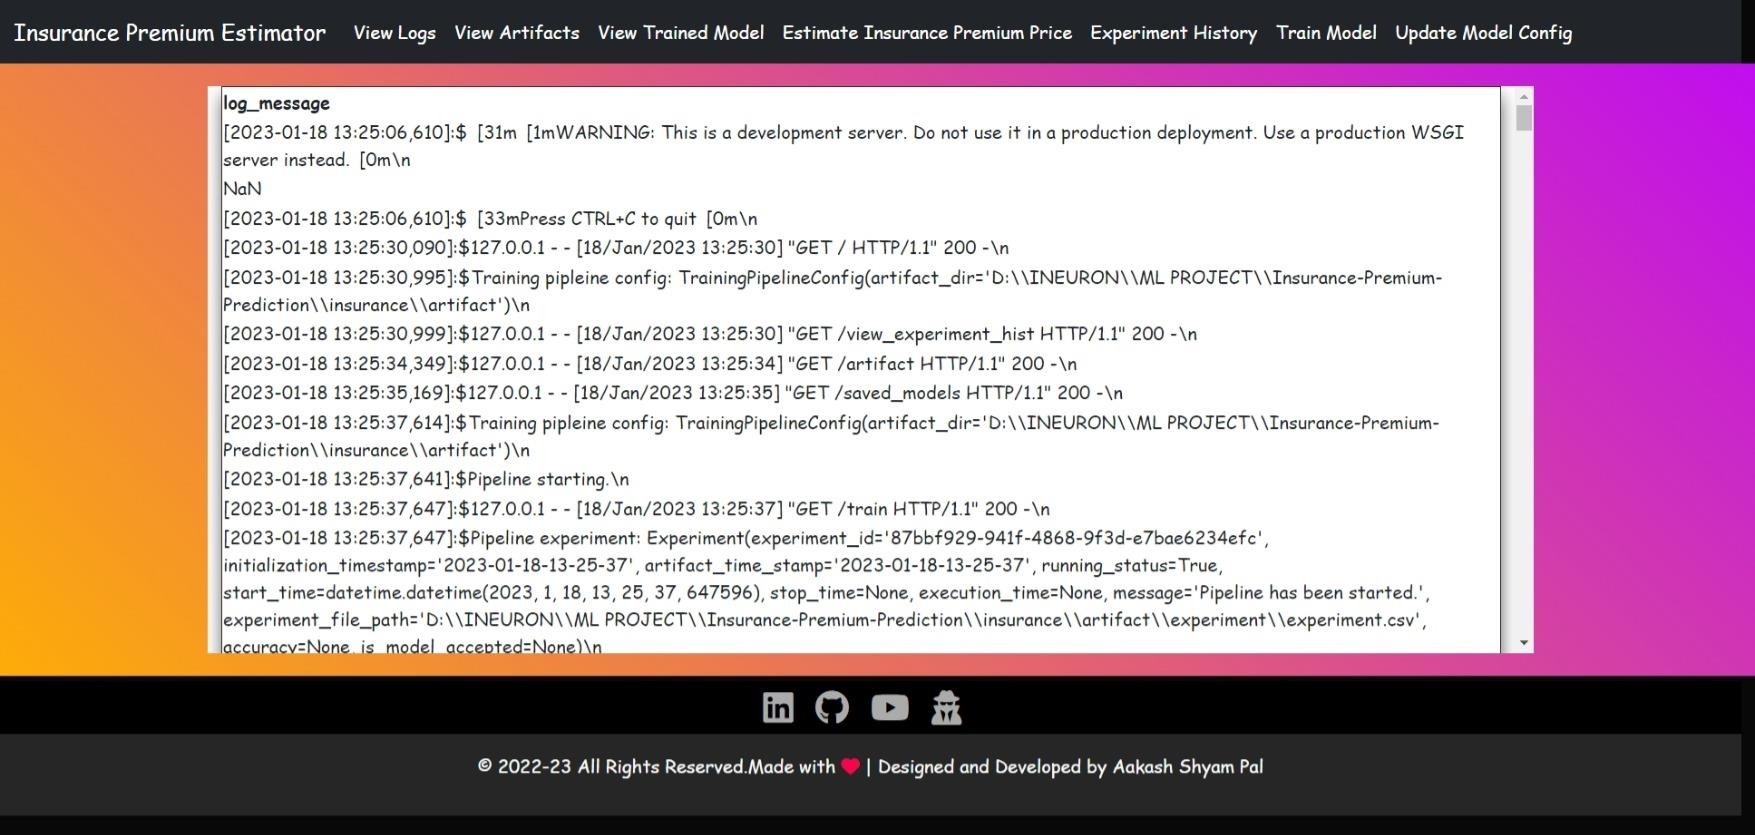 Insurance Premium Estimator View Logs View Artifacts View Trained Model Estimate Insurance Premium Price Experiment History Train Model Update Model Config
log_message
[2023-01-18 13:25:06,610]:$ [31m [1mWARNING: This is a development server. Do not use it in a production deployment. Use a production WSGI
server instead. [0m\n
NaN
[2023-01-18 13:25:06,610]:$ [33mPress CTRL+C to quit [0m\n
[2023-01-18 13:25:30,090]:$127.0.0.1 - - [18/Jan/2023 13:25:30] "GET / HTTP/1.1" 200 -\n
[2023-01-18 13:25:30,995]:$Training pipleine config: TrainingPipelineConfig(artifact_dir='D:\\INEURON\\ML PROJECT\\Insurance-Premium-
Prediction\\insurance\\artifact')\n
[2023-01-18 13:25:30,999]:$127.0.0.1 - - [18/Jan/2023 13:25:30] "GET /view_experiment_hist HTTP/1.1" 200 -\n
[2023-01-18 13:25:34,349]:$127.0.0.1 - - [18/Jan/2023 13:25:34] "GET /artifact HTTP/1.1" 200 -\n
[2023-01-18 13:25:35,169]:$127.0.0.1 - - [18/Jan/2023 13:25:35] "GET /saved_models HTTP/1.1" 200 -\n
[2023-01-18 13:25:37,614]:$Training pipleine config: TrainingPipelineConfig(artifact_dir='D:\\INEURON\\ML PROJECT\\Insurance-Premium-
Prediction\\insurance\\artifact')\n
[2023-01-18 13:25:37,641]:$Pipeline starting.\n
[2023-01-18 13:25:37,647]:$127.0.0.1 - - [18/Jan/2023 13:25:37] "GET /train HTTP/1.1" 200 -\n
[2023-01-18 13:25:37,647]:$Pipeline experiment: Experiment(experiment_id='87bbf929-941f-4868-9f3d-e7bae6234efc',
initialization_timestamp='2023-01-18-13-25-37', artifact_time_stamp='2023-01-18-13-25-37', running_status=True,
start_time=datetime.datetime(2023, 1, 18, 13, 25, 37, 647596), stop_time=None, execution_time=None, message='Pipeline has been started.',
experiment_file_path='D:\\INEURON\\ML PROJECT\\Insurance-Premium-Prediction\\insurance\\artifact\\experiment\\experiment.csv',
accuracy=None, is_model_accepted=None)\n
in
© 2022-23 All Rights Reserved.Made with ❤ | Designed and Developed by Aakash Shyam Pal